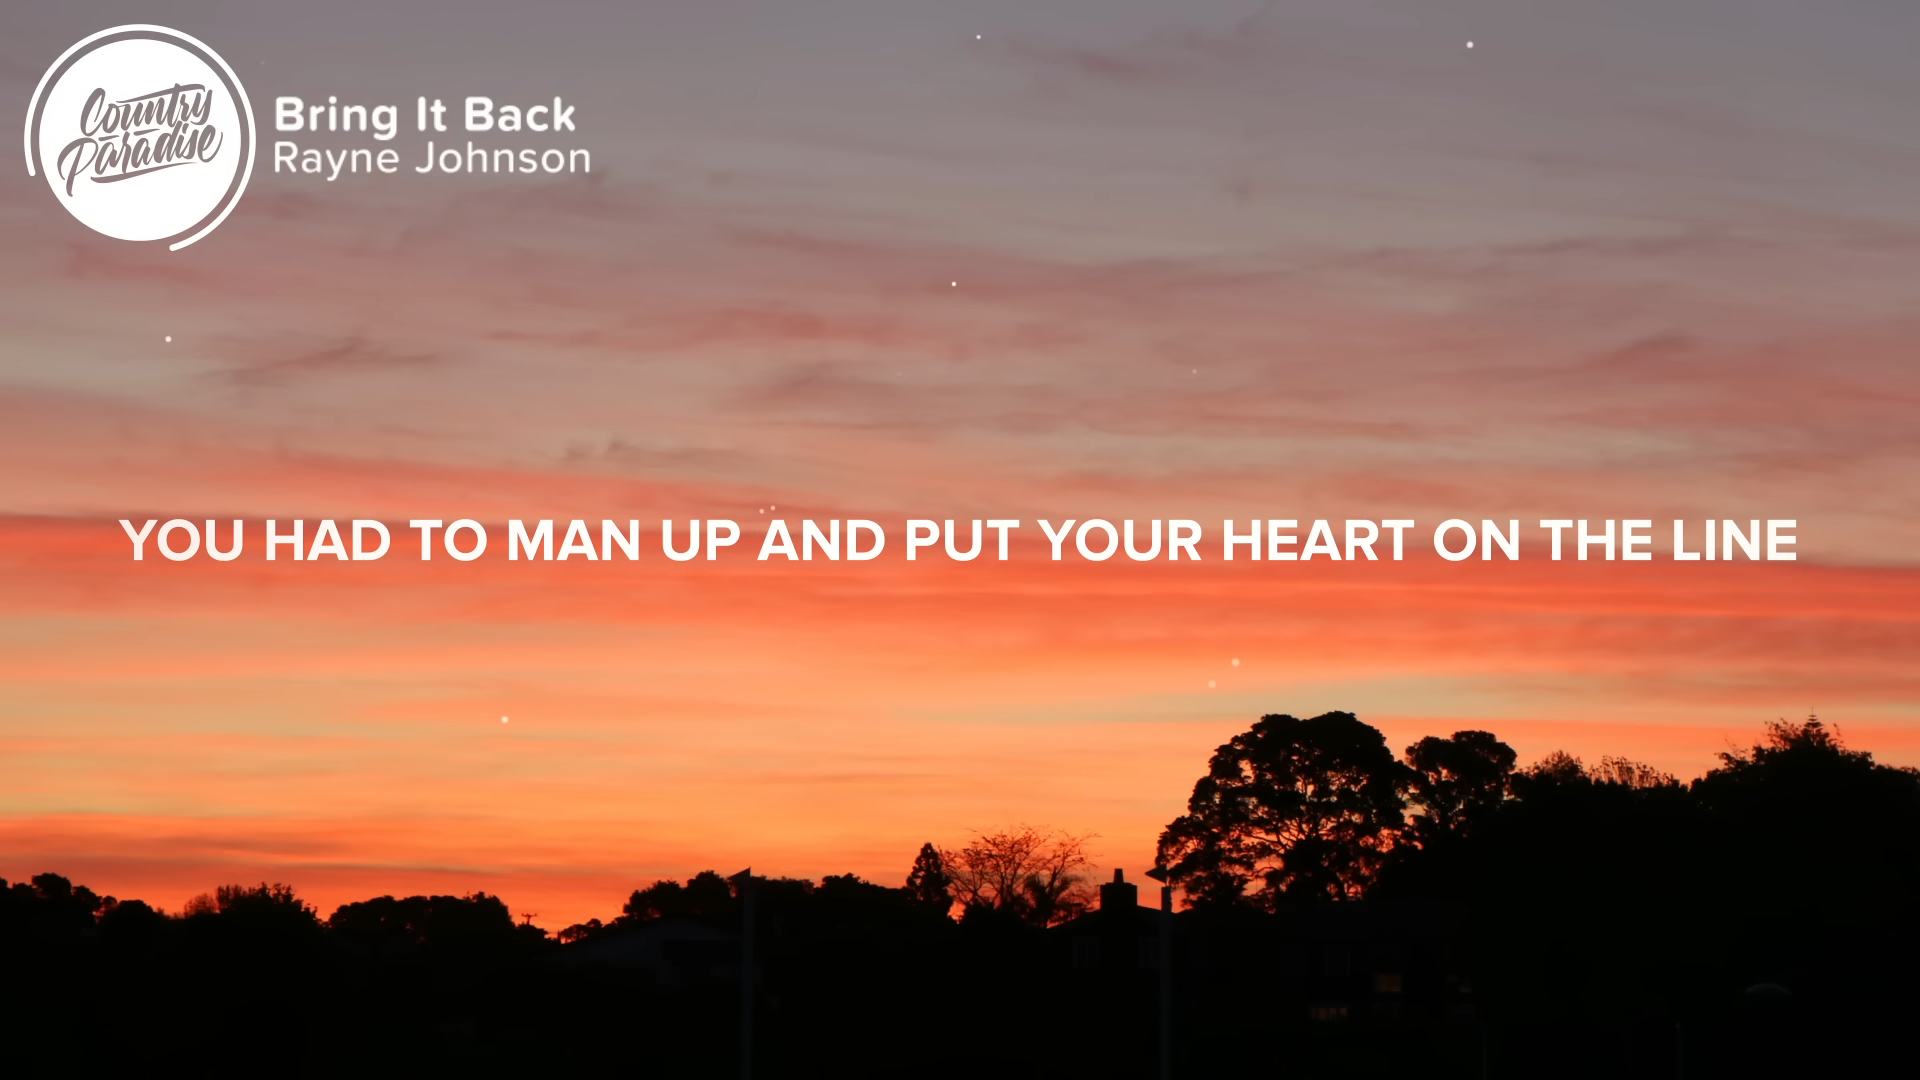 Country
Paradise
Bring It Back
Rayne Johnson
YOU HAD TO MAN UP AND PUT YOUR HEART ON THE LINE